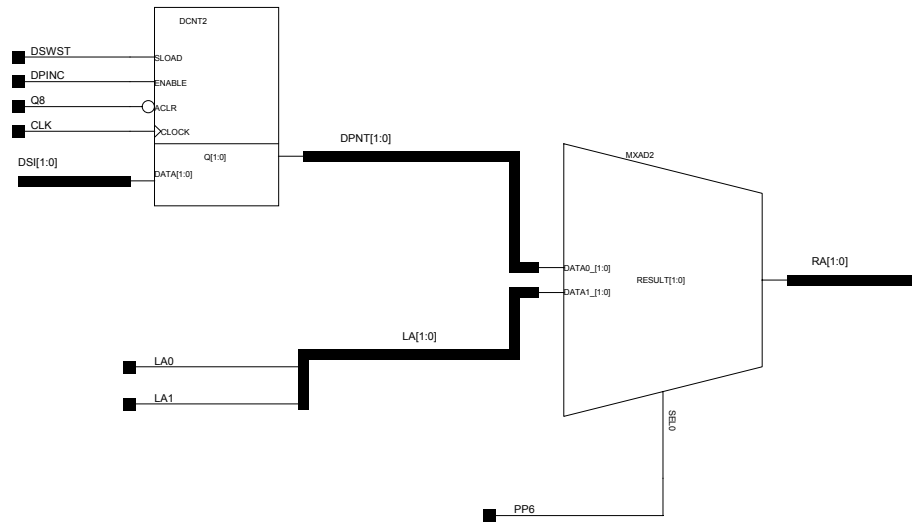 DCNT2
DSWST
SLOAD
DPINC
ENABLE
Q8
ACLR
CLK
CLOCK
DSI[1:0]
DATA[1:0]
Q[1:0]
DPNT[1:0]
MXAD2
DATA0_[1:0]
DATA1_[1:0]
RESULT[1:0]
RA[1:0]
LA[1:0]
LA0
LA1
SEL0
PP6